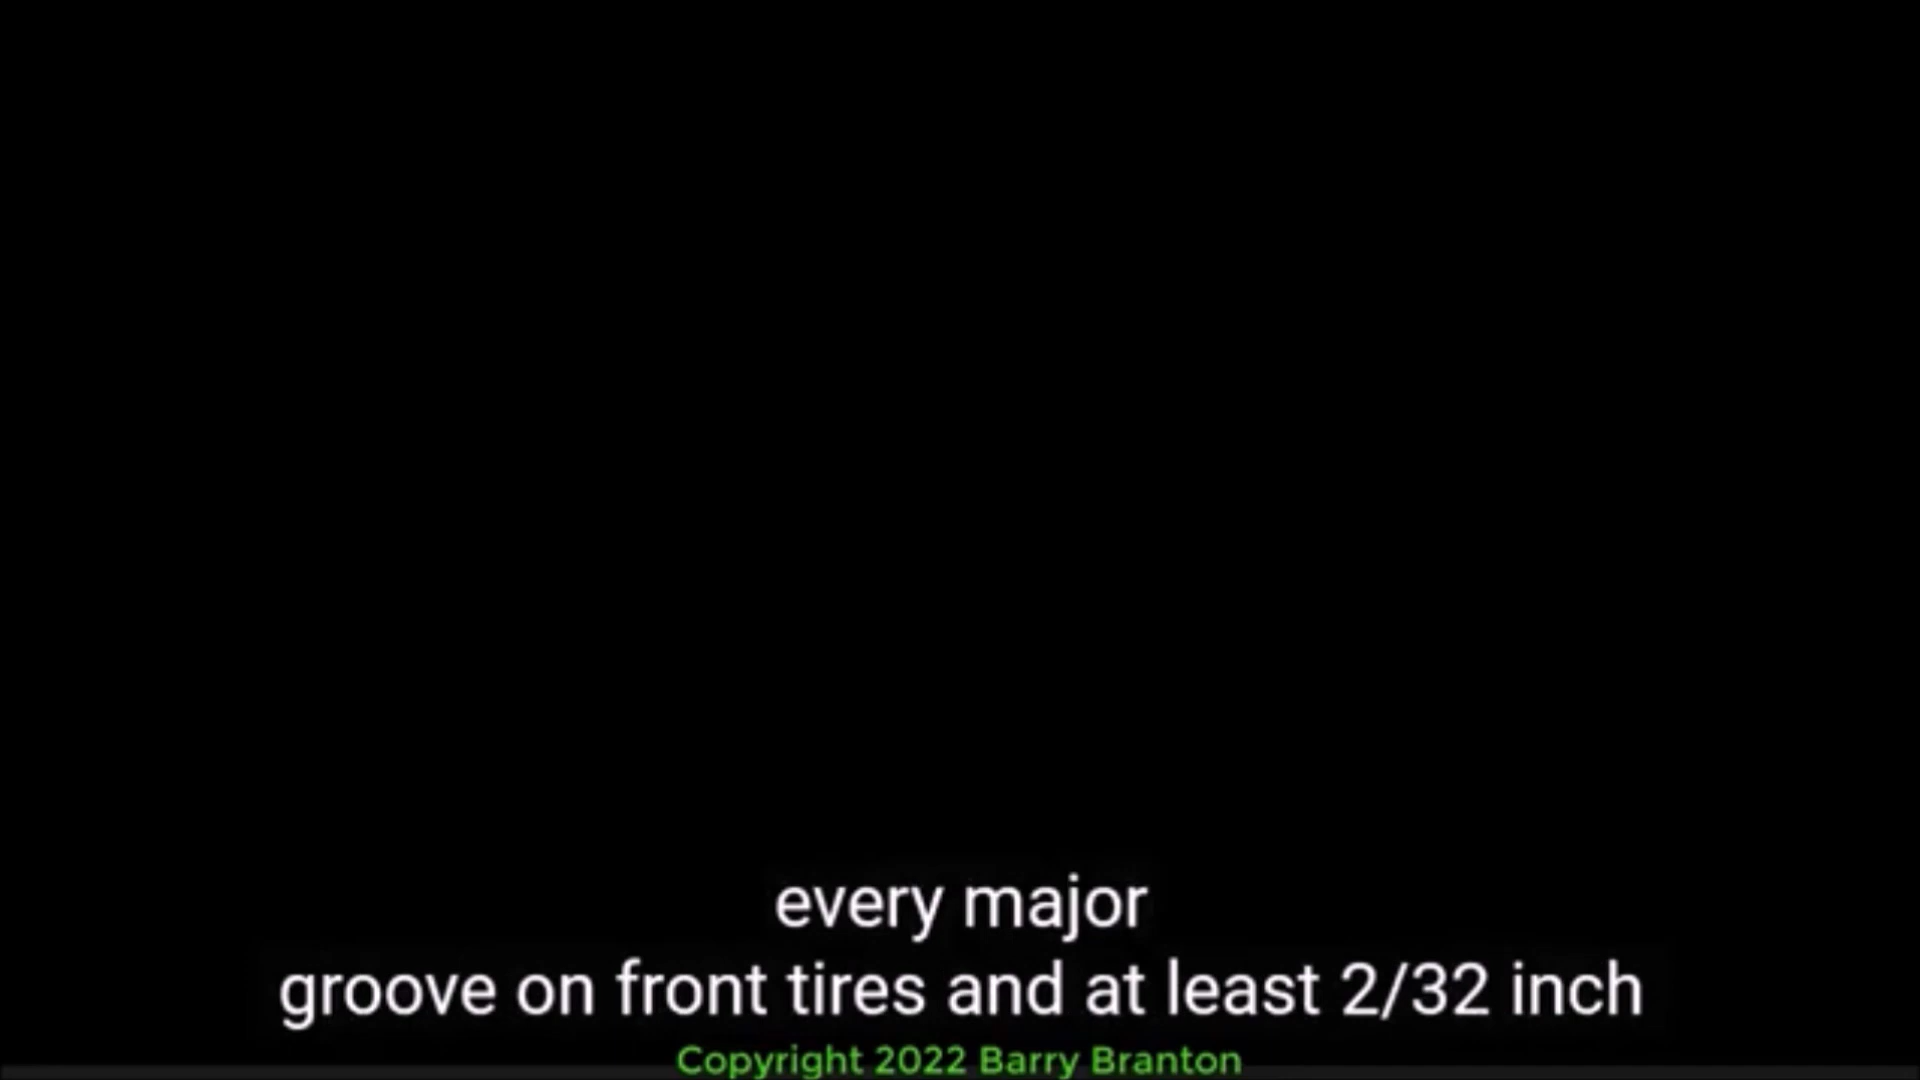 every major
groove on front tires and at least 2/32 inch
Copyright 2022 Barry Branton